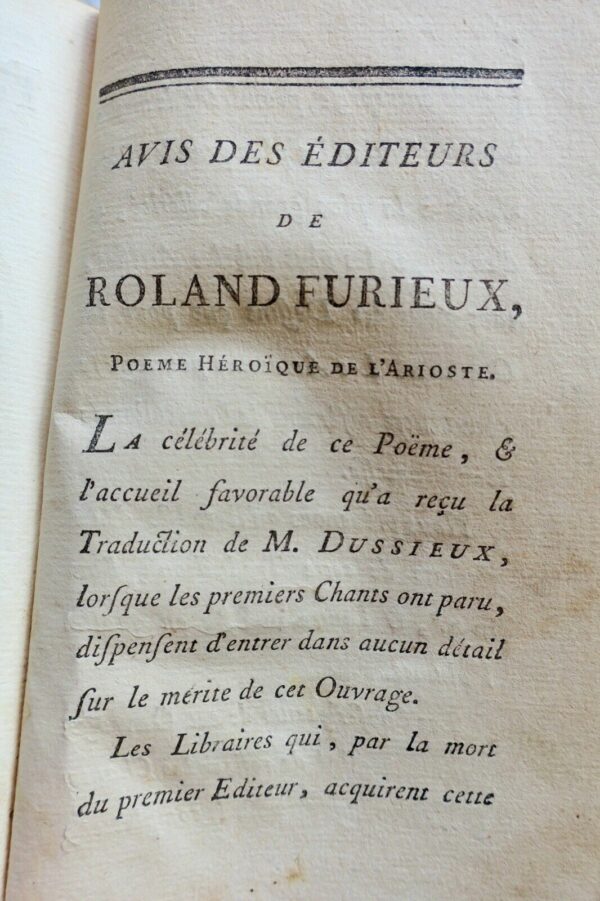 AVIS DES ÉDITEURS
DE
ROLAND FURIEUX,
POEME HÉROÏQUE DE L'ARIOSTE.
LA célébrité de ce Poëme, &
l'accueil favorable qu'a reçu la
Traduction de M. DUSSIEUX,
lorſque les premiers Chants ont paru,
diſpenſent d'entrer dans aucun détail
ſur le mérite de cet Ouvrage.
Les Libraires qui, par la mort
du premier Editeur, acquirent cette